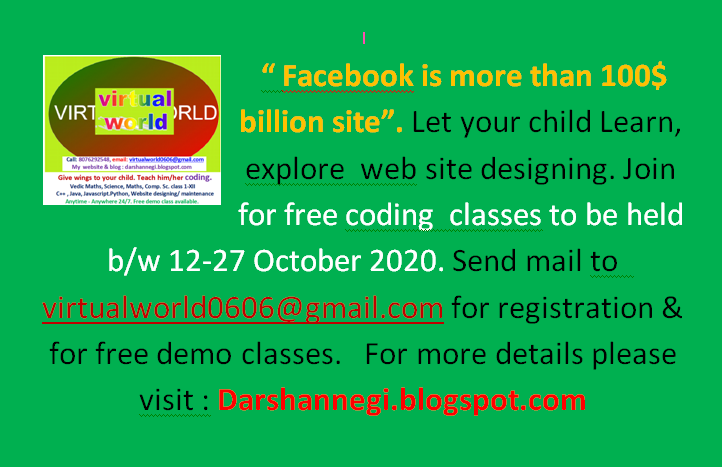 “ Facebook is more than 100$
billion site”. Let your child Learn,
explore web site designing. Join
for free coding classes to be held
b/w 12-27 October 2020. Send mail to
virtualworld0606@gmail.com for registration &
for free demo classes. For more details please
visit : Darshannegi.blogspot.com
VIRTUALWORLD
virtual
world
Call: 8076292548, email: virtualworld0606@gmail.com
My website & blog : darshannegi.blogspot.com
Give wings to your child. Teach him/her coding.
Vedic Maths, Science, Maths, Comp. Sc. class 1-XII
C++ , Java, Javascript,Python, Website designing/ maintenance
Anytime - Anywhere 24/7. Free demo class available.